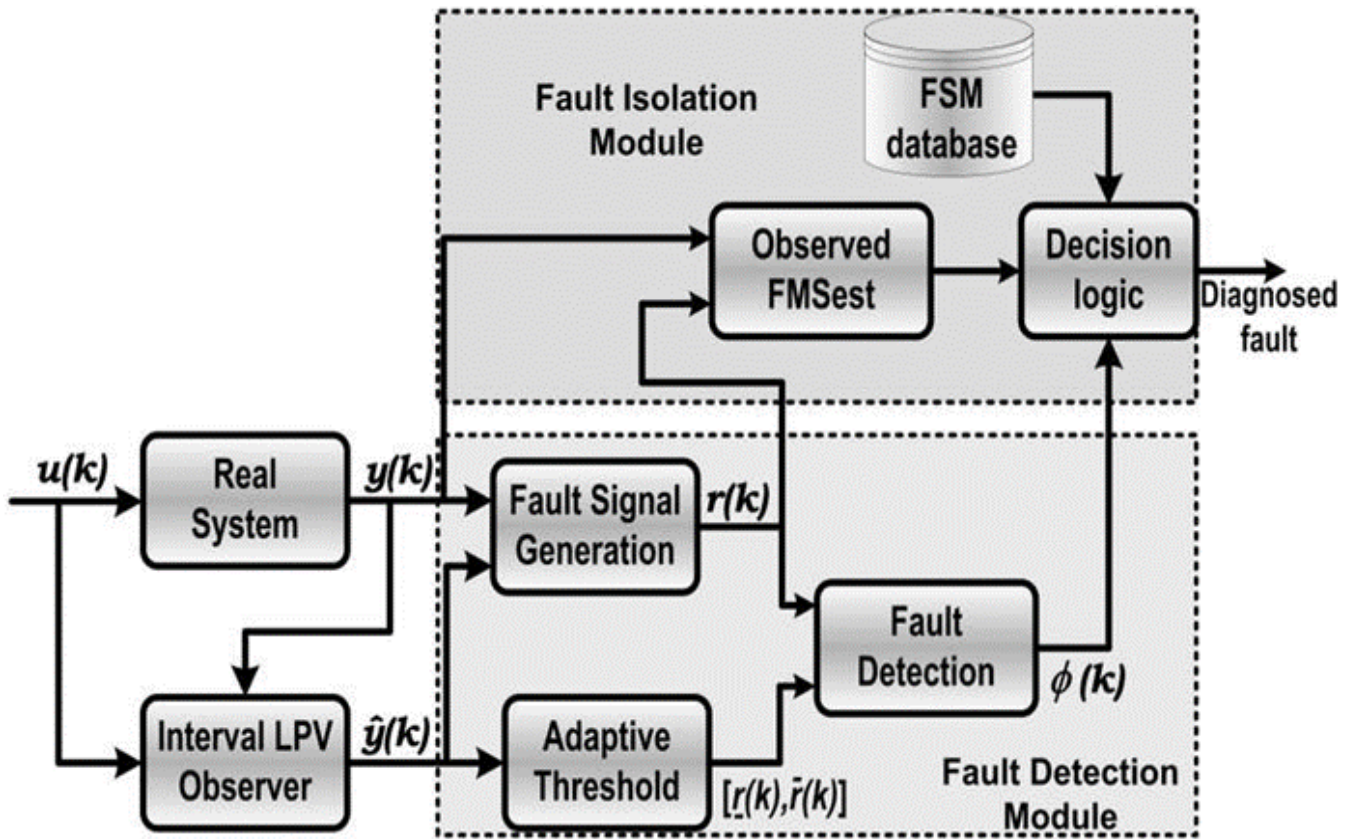 Fault Isolation
Module
FSM
database
Observed
FMSest
Decision
logic
Diagnosed
fault
u(k)
Real
System
y(k)
Fault Signal
Generation
r(k)
Fault
Detection
ϕ(k)
Interval LPV
Observer
ŷ(k)
Adaptive
Threshold
[r̲(k),r̄(k)]
Fault Detection
Module